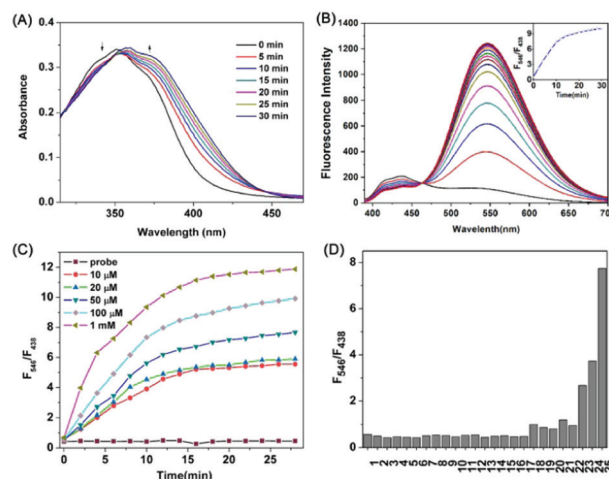 (A)
0.4
0.3
0.2
0.1
0.0
Absorbance
350 400 450
Wavelength (nm)
0 min
5 min
10 min
15 min
20 min
25 min
30 min
(B)
1400
1200
1000
800
600
400
200
0
Fluorescence Intensity
390 450 500 550 600 650 700
Wavelenth(nm)
F546/F438
10
5
0
0 10 20 30
Time(min)
(C)
12
10
8
6
4
2
0
F546/F438
0 5 10 15 20 25
Time(min)
probe
10 µM
20 µM
50 µM
100 µM
1 mM
(D)
8
6
4
2
0
F546/F438
1 2 3 4 5 6 7 8 9 10 11 12 13 14 15 16 17 18 19 20 21 22 23 24 25